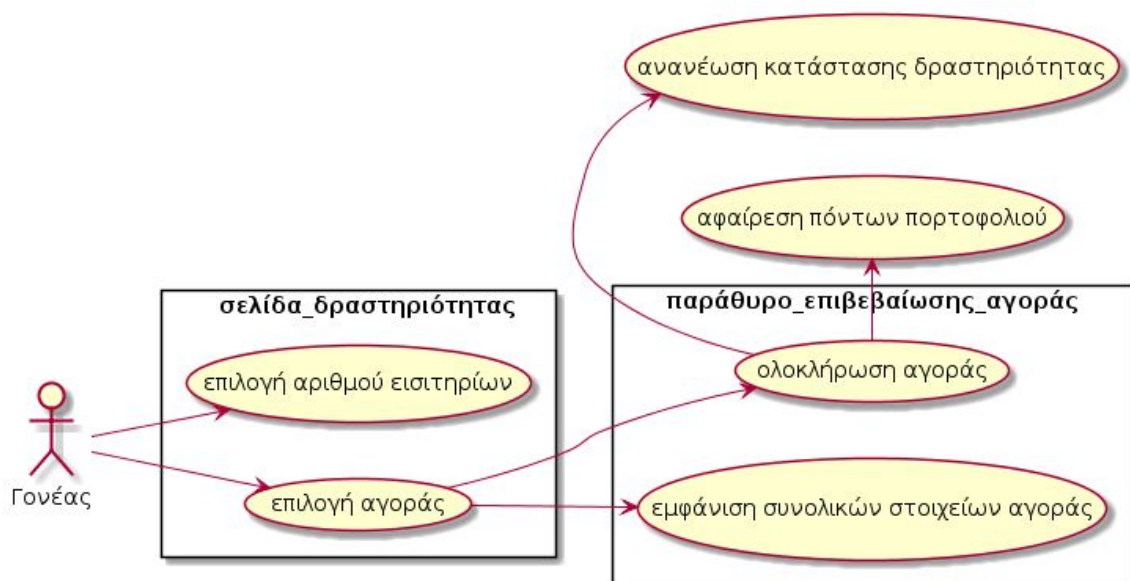 ανανέωση κατάστασης δραστηριότητας
αφαίρεση πόντων πορτοφολιού
σελίδα_δραστηριότητας
παράθυρο_επιβεβαίωσης_αγοράς
επιλογή αριθμού εισιτηρίων
ολοκλήρωση αγοράς
Γονέας
επιλογή αγοράς
εμφάνιση συνολικών στοιχείων αγοράς